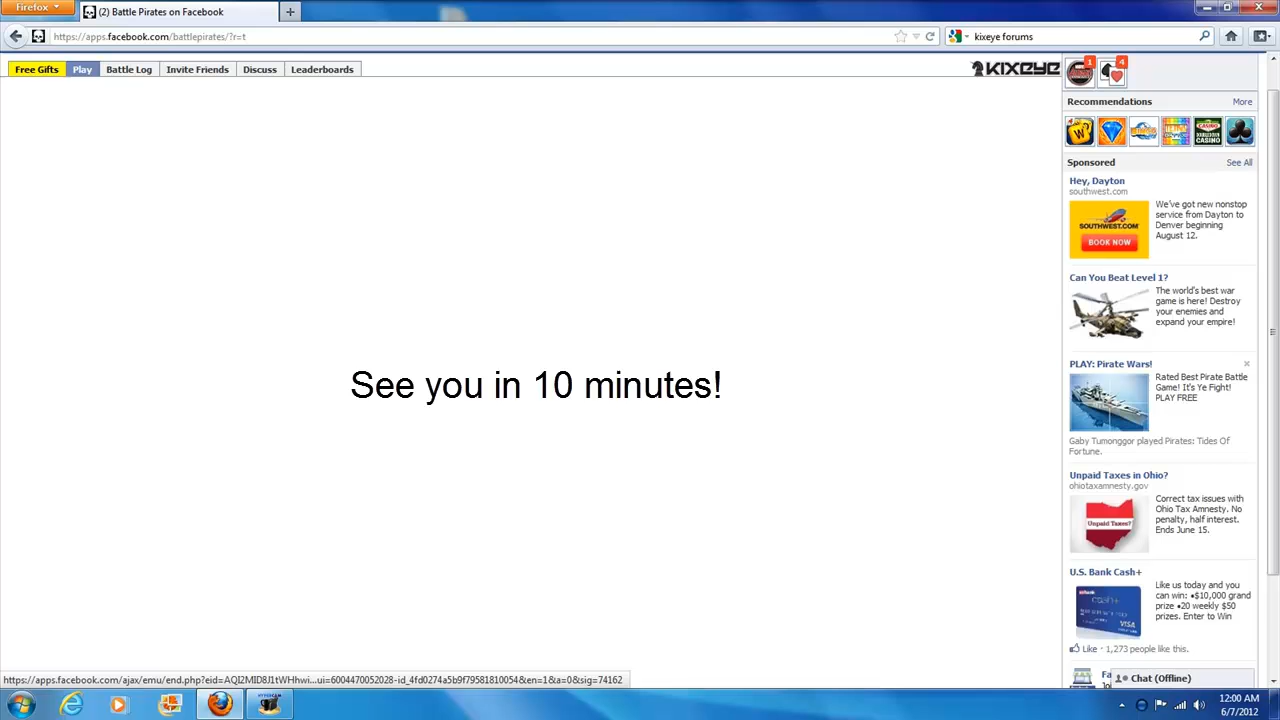 Firefox
(2) Battle Pirates on Facebook
https://apps.facebook.com/battlepirates/?r=t
kixeye forums
Free Gifts
Play
Battle Log
Invite Friends
Discuss
Leaderboards
KIXEYE
1
4
Recommendations
More
Sponsored
See All
Hey, Dayton
southwest.com
SOUTHWEST.COM
BOOK NOW
We've got new nonstop
service from Dayton to
Denver beginning
August 12.
Can You Beat Level 1?
The world's best war
game is here! Destroy
your enemies and
expand your empire!
PLAY: Pirate Wars!
Rated Best Pirate Battle
Game! It's Ye Fight!
PLAY FREE
Gaby Tumonggor played Pirates: Tides Of
Fortune.
See you in 10 minutes!
Unpaid Taxes in Ohio?
ohiotaxamnesty.gov
Unpaid Taxes?
Correct tax issues with
Ohio Tax Amnesty. No
penalty, half interest.
Ends June 15.
U.S. Bank Cash+
cash+
VISA
Like us today and you
can win: •$10,000 grand
prize •20 weekly $50
prizes. Enter to Win
Like · 1,273 people like this.
Chat (Offline)
12:00 AM
6/7/2012